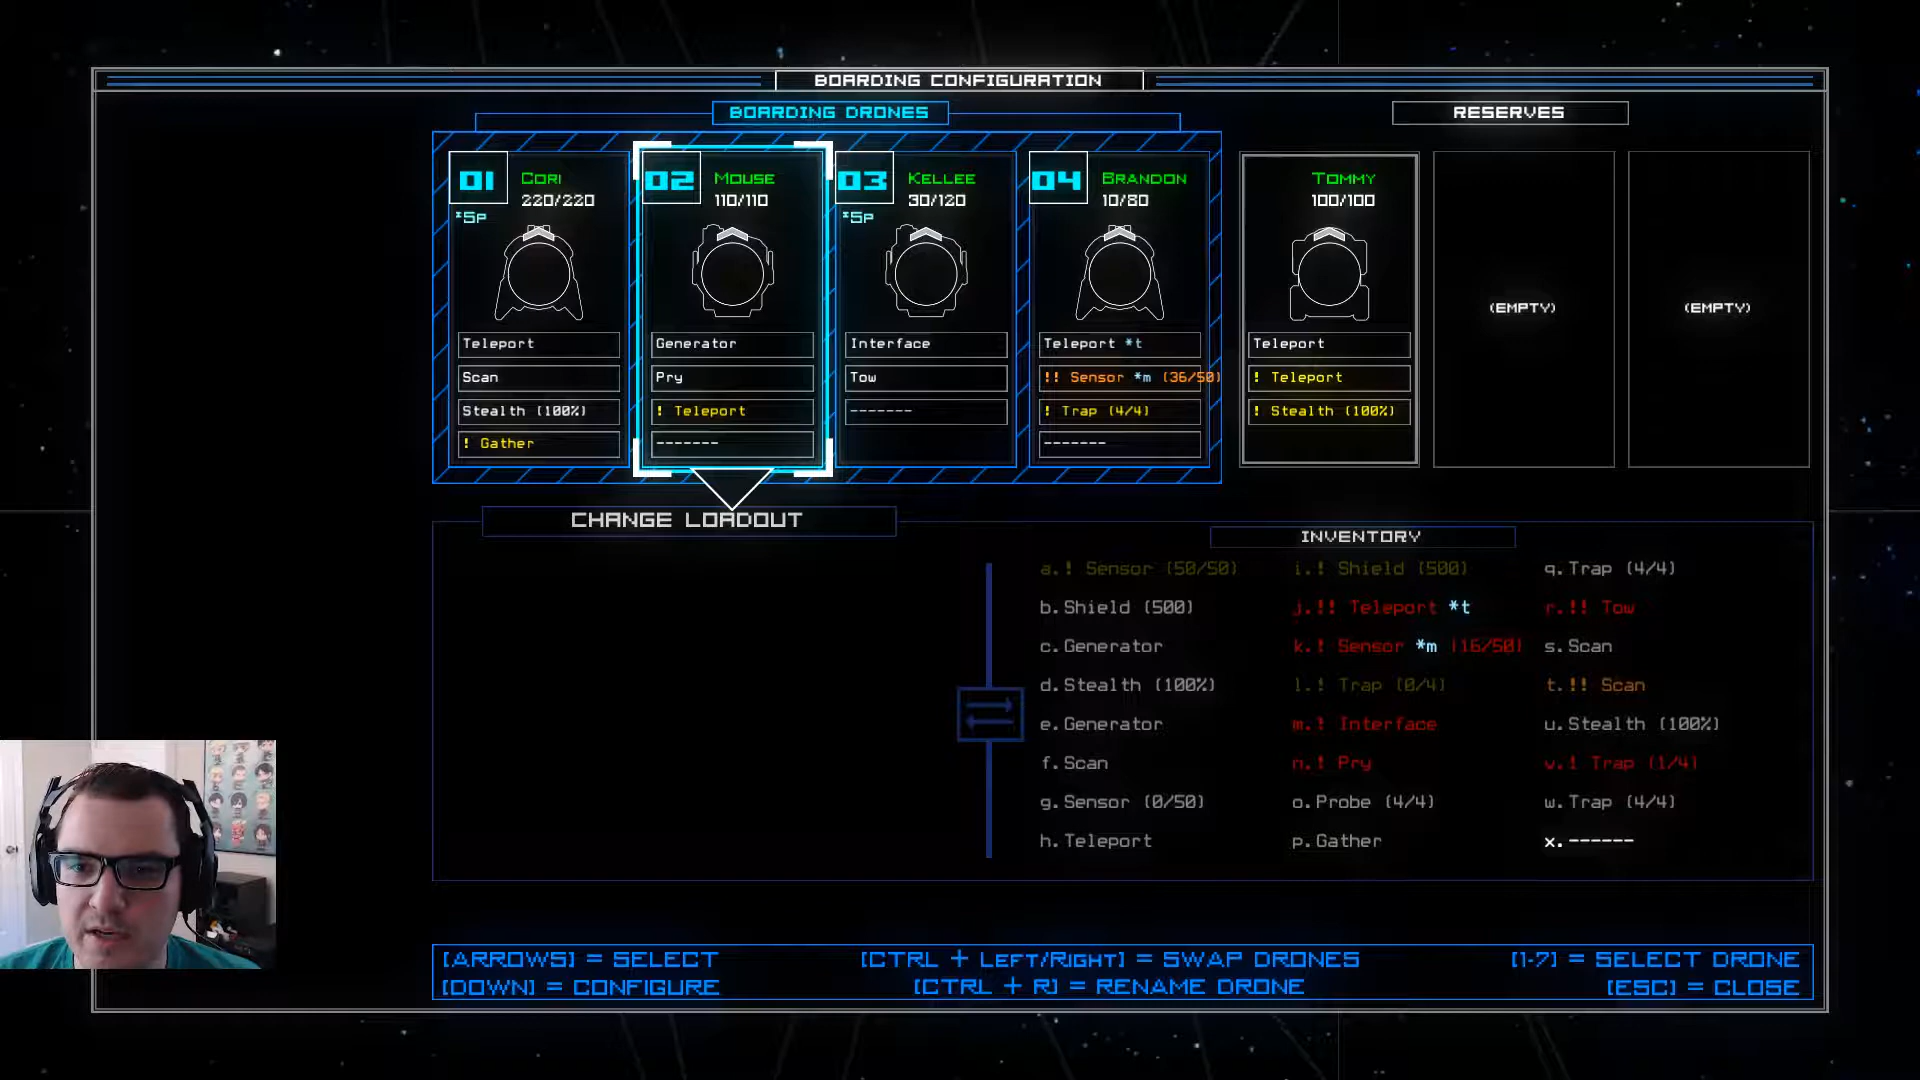 BOARDING CONFIGURATION
BOARDING DRONES
RESERVES
01 CORI
220/220
*5P
Teleport
Scan
Stealth (100%)
! Gather
02 MOUSE
110/110
Generator
Pry
! Teleport
-------
03 KELLEE
30/120
*5P
Interface
Tow
-------
04 BRANDON
10/80
Teleport *t
!! Sensor *m (36/50)
! Trap (4/4)
-------
TOMMY
100/100
Teleport
! Teleport
! Stealth (100%)
(EMPTY)
(EMPTY)
CHANGE LOADOUT
INVENTORY
a.! Sensor (50/50)
b.Shield (500)
c.Generator
d.Stealth (100%)
e.Generator
f.Scan
g.Sensor (0/50)
h.Teleport
i.! Shield (500)
j.!! Teleport *t
k.! Sensor *m (16/50)
l.! Trap (0/4)
m.! Interface
n.! Pry
o.Probe (4/4)
p.Gather
q.Trap (4/4)
r.!! Tow
s.Scan
t.!! Scan
u.Stealth (100%)
v.! Trap (1/4)
w.Trap (4/4)
x.------
[ARROWS] = SELECT
[CTRL + LEFT/RIGHT] = SWAP DRONES
[1-7] = SELECT DRONE
[DOWN] = CONFIGURE
[CTRL + R] = RENAME DRONE
[ESC] = CLOSE